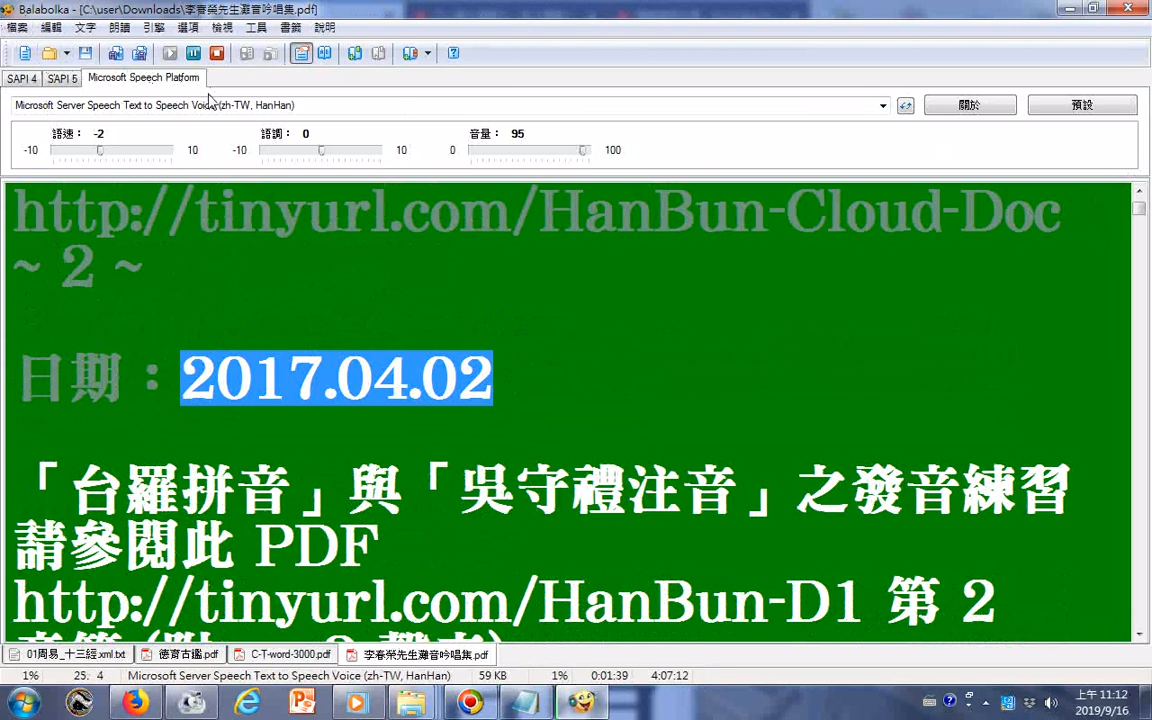 Balabolka - [C:\user\Downloads\李春榮先生灘音吟唱集.pdf]
檔案 編輯 文字 朗讀 引擎 選項 檢視 工具 書籤 說明
SAPI 4 SAPI 5 Microsoft Speech Platform
Microsoft Server Speech Text to Speech Voice (zh-TW, HanHan) 關於 預設
語速： -2 語調： 0 音量： 95
-10 10 -10 10 0 100
http://tinyurl.com/HanBun-Cloud-Doc
~ 2 ~
日期：2017.04.02
「台羅拼音」與「吳守禮注音」之發音練習
請參閱此 PDF
http://tinyurl.com/HanBun-D1 第 2
01周易_十三經.xml.txt 德育古鑑.pdf C-T-word-3000.pdf 李春榮先生灘音吟唱集.pdf
1% 25: 4 Microsoft Server Speech Text to Speech Voice (zh-TW, HanHan) 59 KB 1% 0:01:39 4:07:12
上午 11:12
2019/9/16